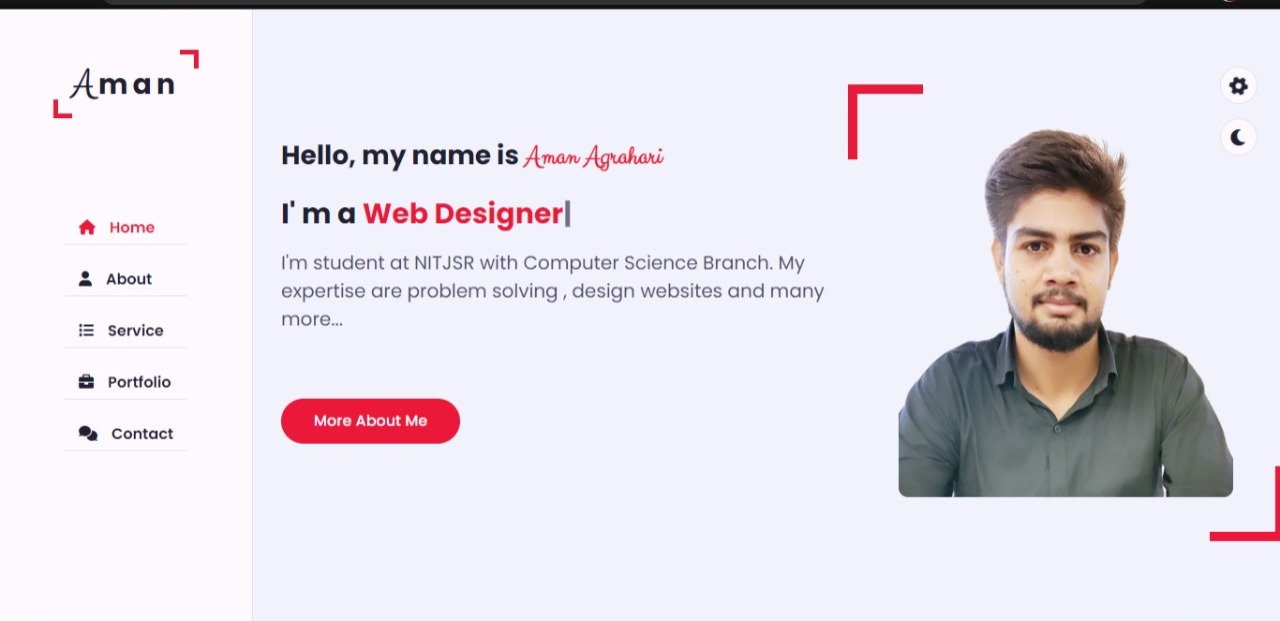 Aman
Home
About
Service
Portfolio
Contact
Hello, my name is Aman Agrahari
I' m a Web Designer
I'm student at NITJSR with Computer Science Branch. My
expertise are problem solving , design websites and many
more...
More About Me